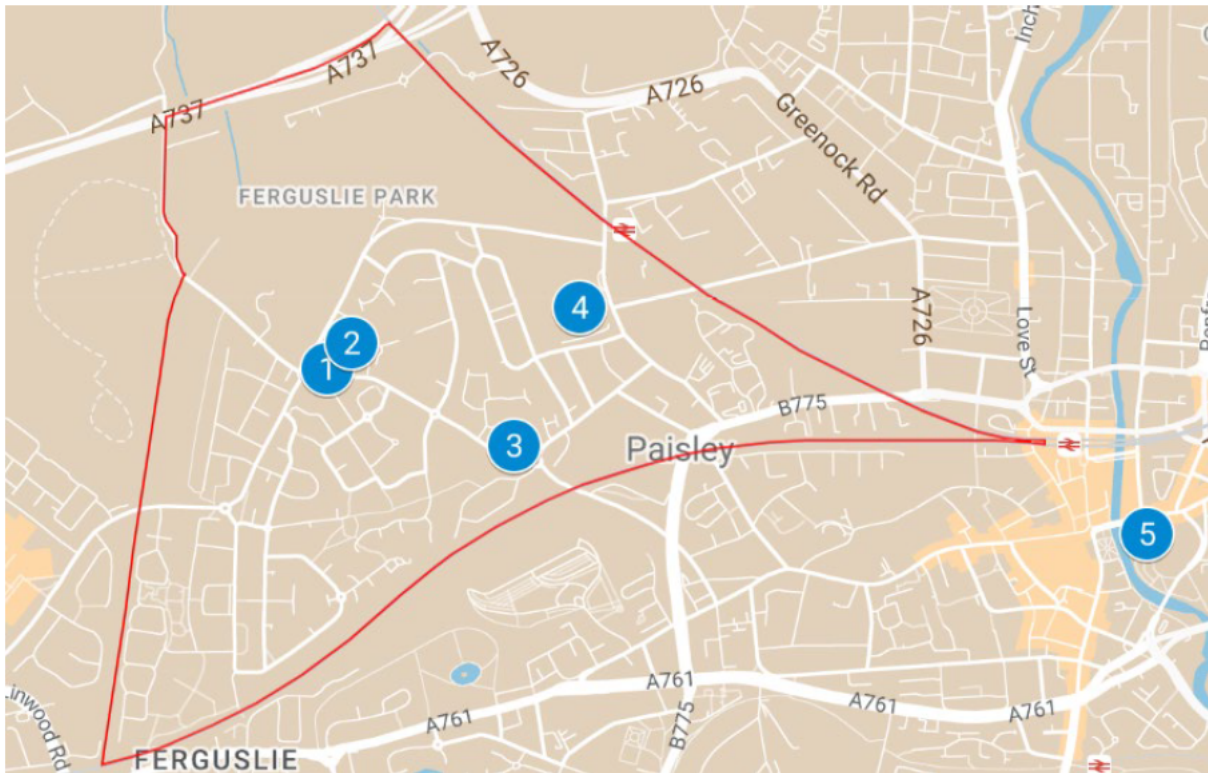 Inch
A726
A737
A726
A737
Greenock Rd
FERGUSLIE PARK
A726
Love St
4
2
1
B775
3
Paisley
5
A761
Linwood Rd
A761
A761
A761
B775
FERGUSLIE